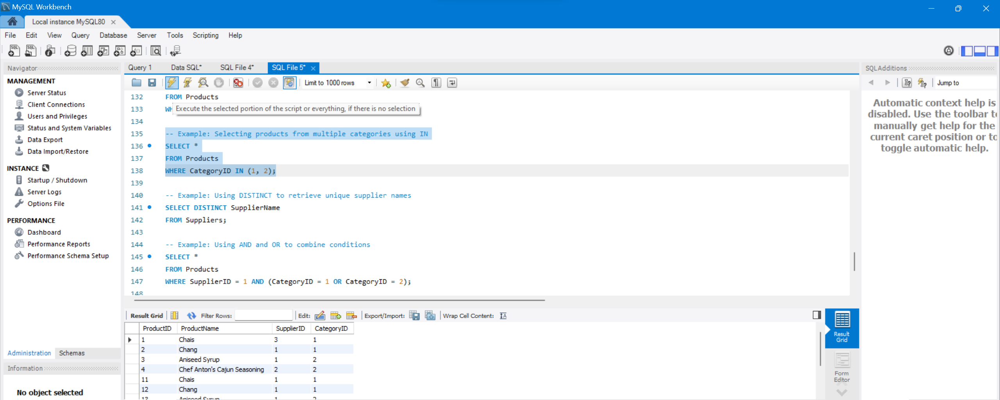 MySQL Workbench
Local instance MySQL80
File Edit View Query Database Server Tools Scripting Help
Navigator
MANAGEMENT
Server Status
Client Connections
Users and Privileges
Status and System Variables
Data Export
Data Import/Restore
INSTANCE
Startup / Shutdown
Server Logs
Options File
PERFORMANCE
Dashboard
Performance Reports
Performance Schema Setup
Administration Schemas
Information
No object selected
Query 1 Data SQL* SQL File 4* SQL File 5*
Limit to 1000 rows
132 FROM Products
133 WH
Execute the selected portion of the script or everything, if there is no selection
134
135 -- Example: Selecting products from multiple categories using IN
136 SELECT *
137 FROM Products
138 WHERE CategoryID IN (1, 2);
139
140 -- Example: Using DISTINCT to retrieve unique supplier names
141 SELECT DISTINCT SupplierName
142 FROM Suppliers;
143
144 -- Example: Using AND and OR to combine conditions
145 SELECT *
146 FROM Products
147 WHERE SupplierID = 1 AND (CategoryID = 1 OR CategoryID = 2);
148
Result Grid Filter Rows: Edit: Export/Import: Wrap Cell Content:
ProductID ProductName SupplierID CategoryID
1 Chais 3 1
2 Chang 1 1
3 Aniseed Syrup 1 2
4 Chef Anton's Cajun Seasoning 2 2
11 Chais 1 1
12 Chang 1 1
13 Aniseed Syrup 1 2
Result
Grid
Form
Editor
SQLAdditions
Jump to
Automatic context help is
disabled. Use the toolbar to
manually get help for the
current caret position or to
toggle automatic help.